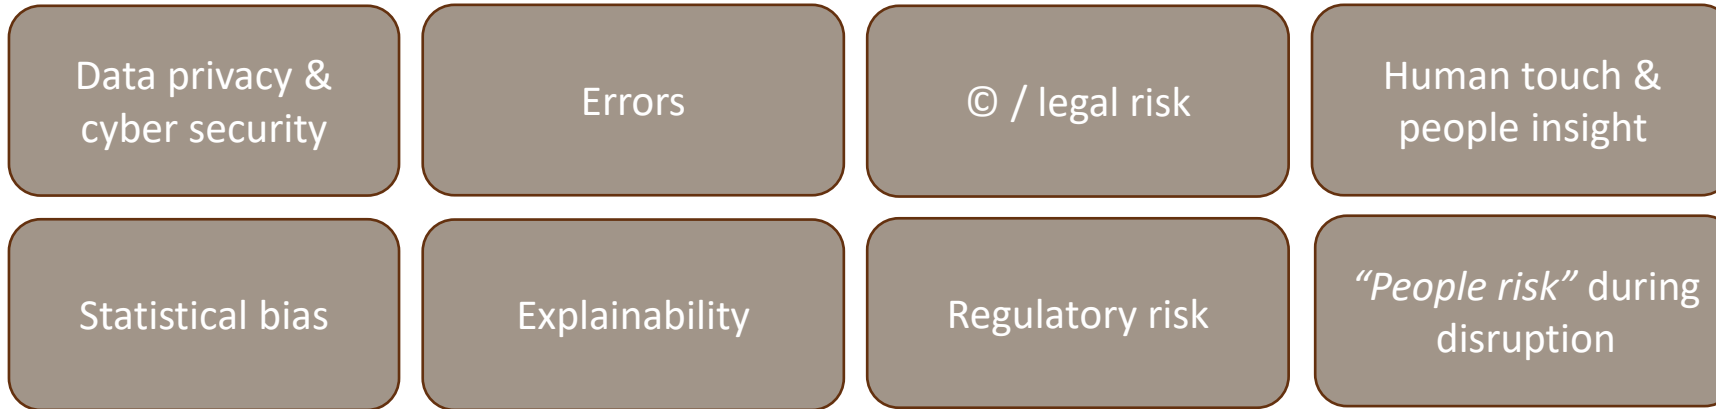 Data privacy &
cyber security
Errors
© / legal risk
Human touch &
people insight
Statistical bias
Explainability
Regulatory risk
“People risk” during
disruption